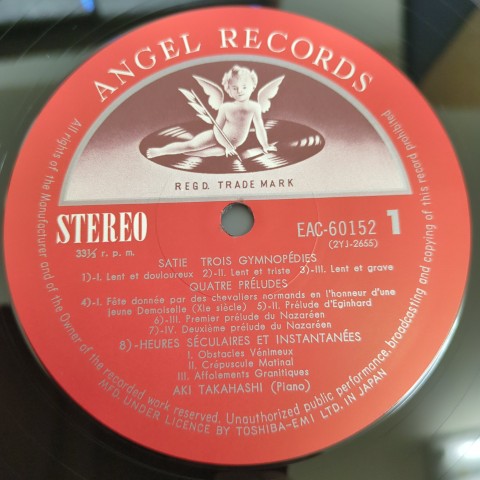 ANGEL RECORDS
REGD. TRADE MARK
STEREO
33⅓ r. p. m.
EAC-60152 1
(2YJ-2655)
SATIE TROIS GYMNOPÉDIES
1)-I. Lent et douloureux 2)-II. Lent et triste 3)-III. Lent et grave
QUATRE PRÉLUDES
4)-I. Fête donnée par des chevaliers normands en l'honneur d'une
jeune Demoiselle (XIe siècle) 5)-II. Prélude d'Eginhard
6)-III. Premier prélude du Nazaréen
7)-IV. Deuxième prélude du Nazaréen
8)-HEURES SÉCULAIRES ET INSTANTANÉES
I. Obstacles Vénimeux
II. Crépuscule Matinal
III. Affolements Granitiques
AKI TAKAHASHI (Piano)
All rights of the Manufacturer and of the Owner of the recorded work reserved. Unauthorized public performance, broadcasting and copying of this record prohibited
MFG. UNDER LICENCE BY TOSHIBA-EMI LTD. IN JAPAN